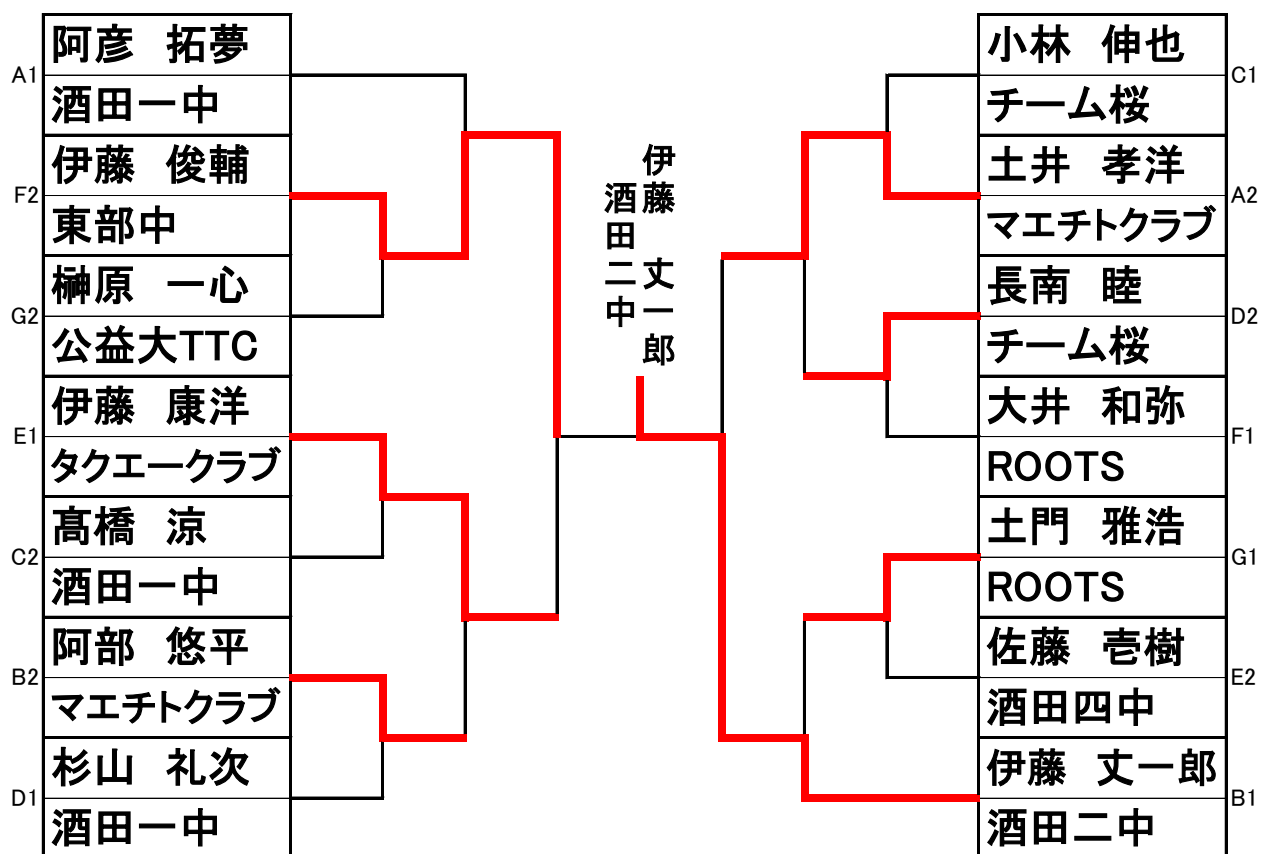 阿彦 拓夢
A1
酒田一中
伊藤 俊輔
F2
東部中
榊原 一心
G2
公益大TTC
伊藤 康洋
E1
タクエークラブ
髙橋 涼
C2
酒田一中
阿部 悠平
B2
マエチトクラブ
杉山 礼次
D1
酒田一中
伊藤 丈一郎
酒田二中
小林 伸也
C1
チーム桜
土井 孝洋
A2
マエチトクラブ
長南 睦
D2
チーム桜
大井 和弥
F1
ROOTS
土門 雅浩
G1
ROOTS
佐藤 壱樹
E2
酒田四中
伊藤 丈一郎
B1
酒田二中